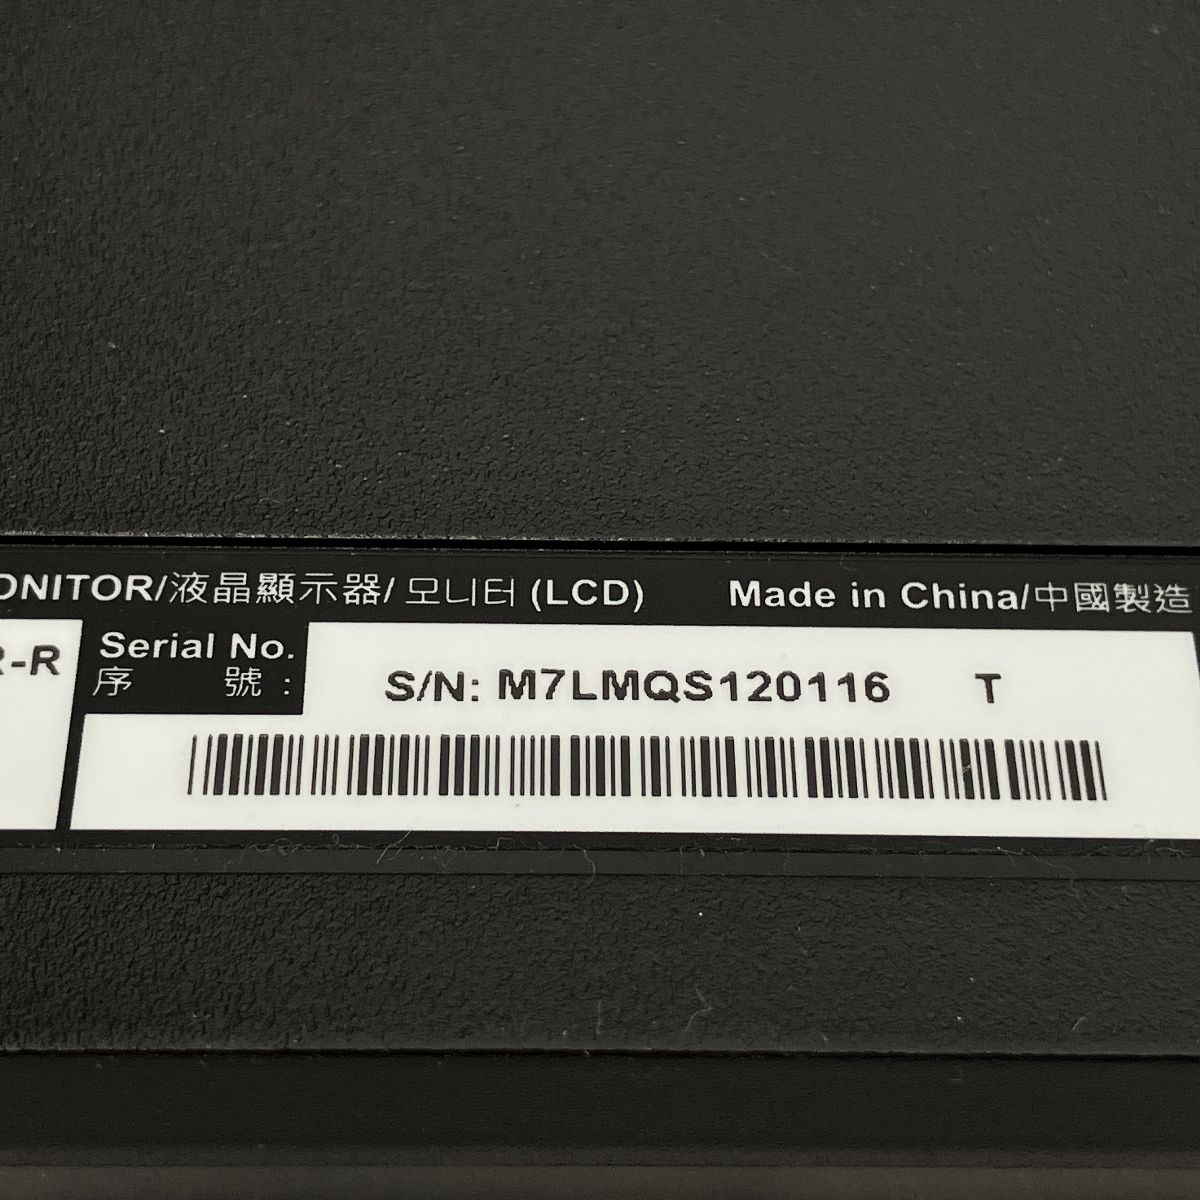 ONITOR/液晶顯示器/ 모니터 (LCD) Made in China/中國製造
R-R
Serial No.
序 號 :
S/N: M7LMQS120116 T